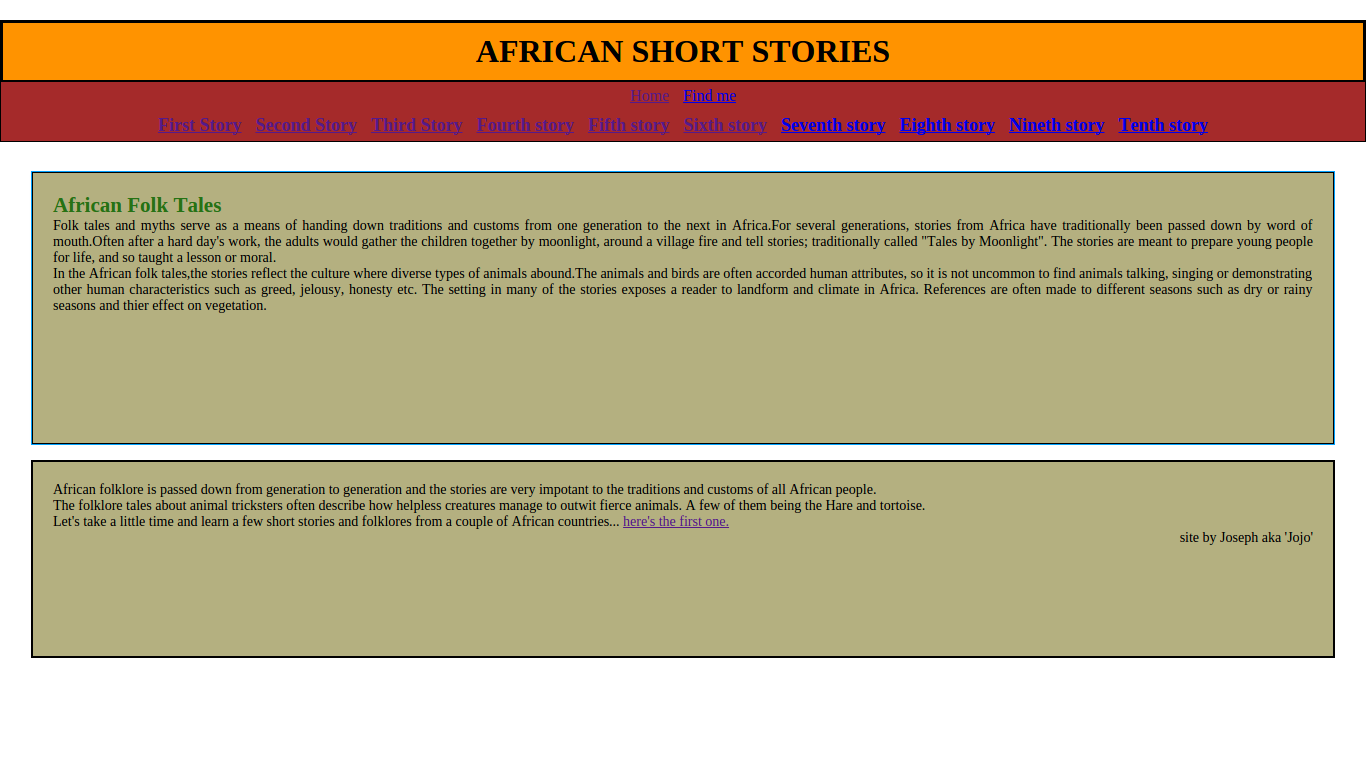 AFRICAN SHORT STORIES
Home Find me
First Story Second Story Third Story Fourth story Fifth story Sixth story Seventh story Eighth story Nineth story Tenth story
African Folk Tales
Folk tales and myths serve as a means of handing down traditions and customs from one generation to the next in Africa.For several generations, stories from Africa have traditionally been passed down by word of
mouth.Often after a hard day's work, the adults would gather the children together by moonlight, around a village fire and tell stories; traditionally called "Tales by Moonlight". The stories are meant to prepare young people
for life, and so taught a lesson or moral.
In the African folk tales,the stories reflect the culture where diverse types of animals abound.The animals and birds are often accorded human attributes, so it is not uncommon to find animals talking, singing or demonstrating
other human characteristics such as greed, jelousy, honesty etc. The setting in many of the stories exposes a reader to landform and climate in Africa. References are often made to different seasons such as dry or rainy
seasons and thier effect on vegetation.
African folklore is passed down from generation to generation and the stories are very impotant to the traditions and customs of all African people.
The folklore tales about animal tricksters often describe how helpless creatures manage to outwit fierce animals. A few of them being the Hare and tortoise.
Let's take a little time and learn a few short stories and folklores from a couple of African countries... here's the first one.
site by Joseph aka 'Jojo'